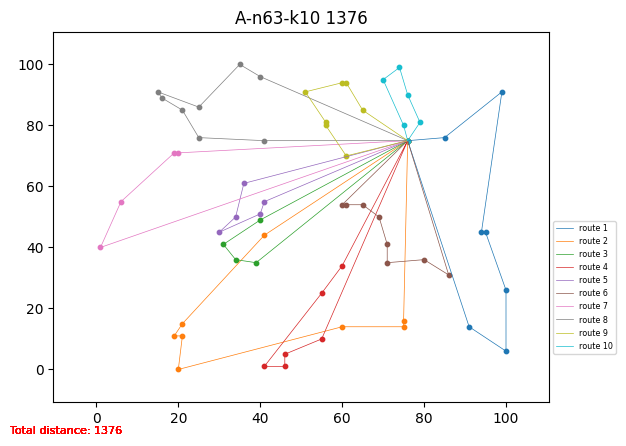 A-n63-k10 1376
100
80
60
40
20
0
0 20 40 60 80 100
route 1
route 2
route 3
route 4
route 5
route 6
route 7
route 8
route 9
route 10
Total distance: 1376